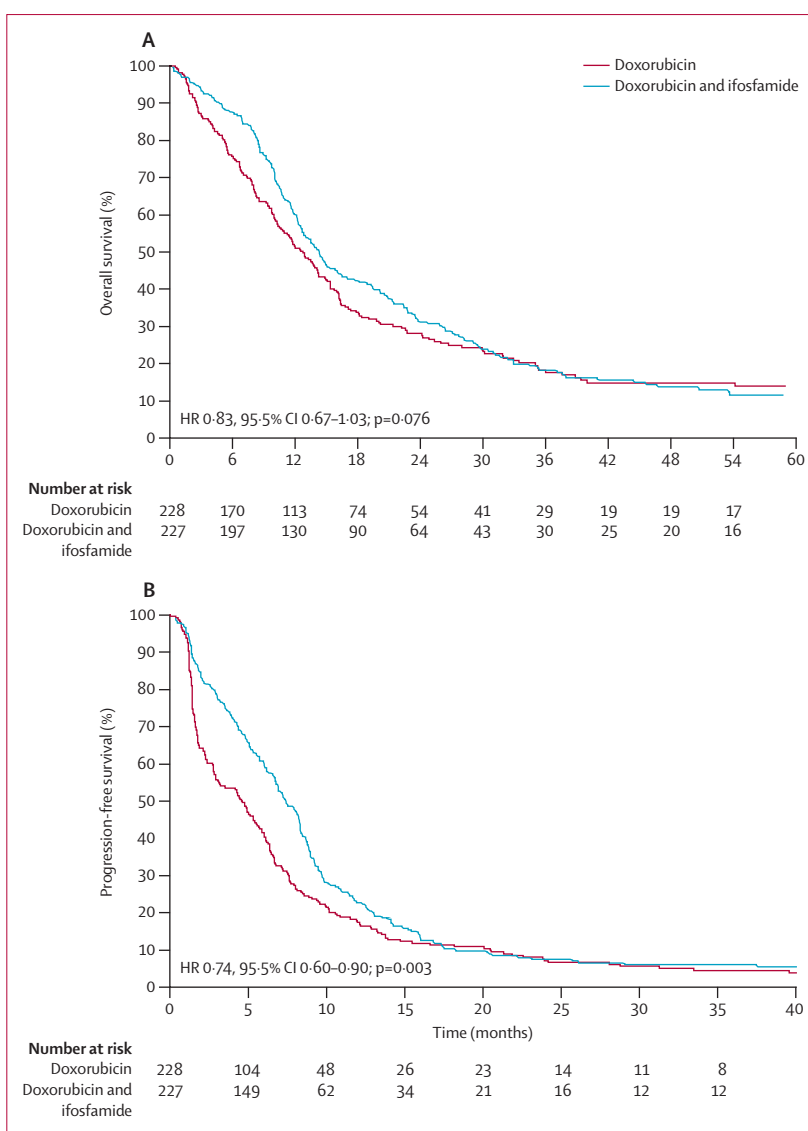 A
Doxorubicin
Doxorubicin and ifosfamide
100
90
80
70
60
50
40
30
20
10
0
Overall survival (%)
HR 0·83, 95·5% CI 0·67–1·03; p=0·076
0 6 12 18 24 30 36 42 48 54 60
Number at risk
Doxorubicin 228 170 113 74 54 41 29 19 19 17
Doxorubicin and 227 197 130 90 64 43 30 25 20 16
ifosfamide
B
100
90
80
70
60
50
40
30
20
10
0
Progression-free survival (%)
HR 0·74, 95·5% CI 0·60–0·90; p=0·003
0 5 10 15 20 25 30 35 40
Time (months)
Number at risk
Doxorubicin 228 104 48 26 23 14 11 8
Doxorubicin and 227 149 62 34 21 16 12 12
ifosfamide